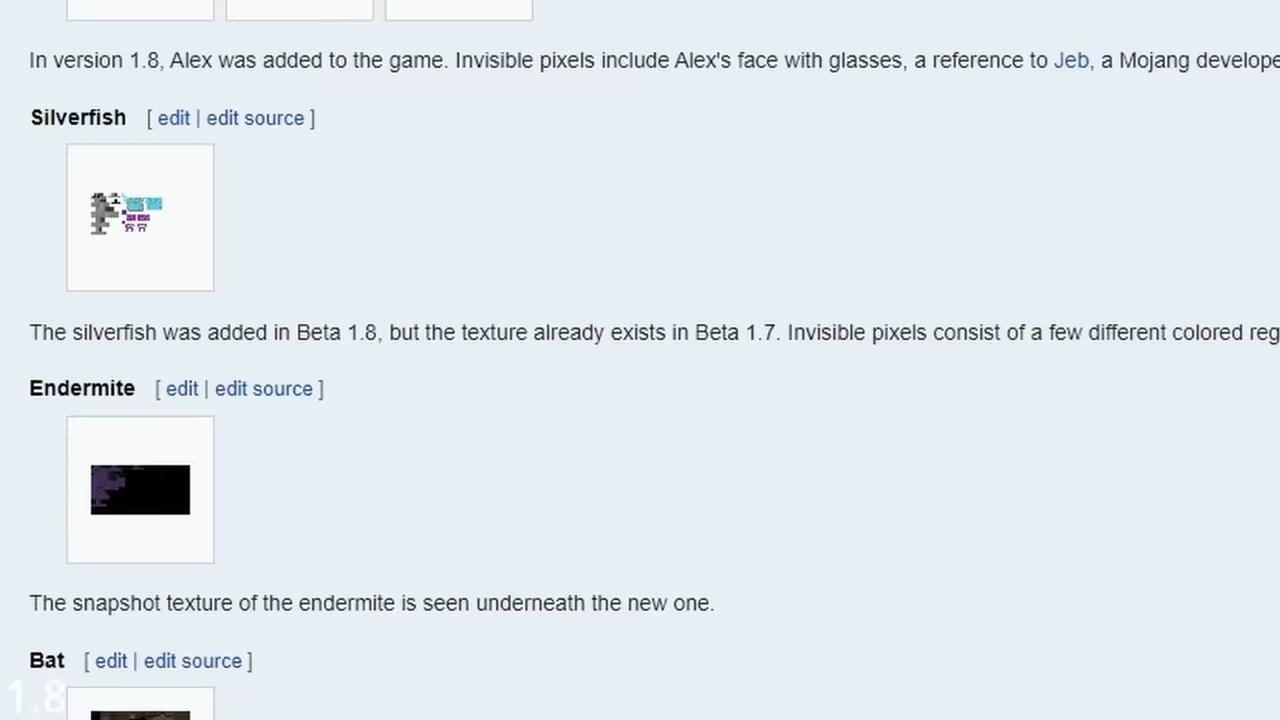 In version 1.8, Alex was added to the game. Invisible pixels include Alex's face with glasses, a reference to Jeb, a Mojang develope
Silverfish [ edit | edit source ]
The silverfish was added in Beta 1.8, but the texture already exists in Beta 1.7. Invisible pixels consist of a few different colored reg
Endermite [ edit | edit source ]
The snapshot texture of the endermite is seen underneath the new one.
Bat [ edit | edit source ]
1.8